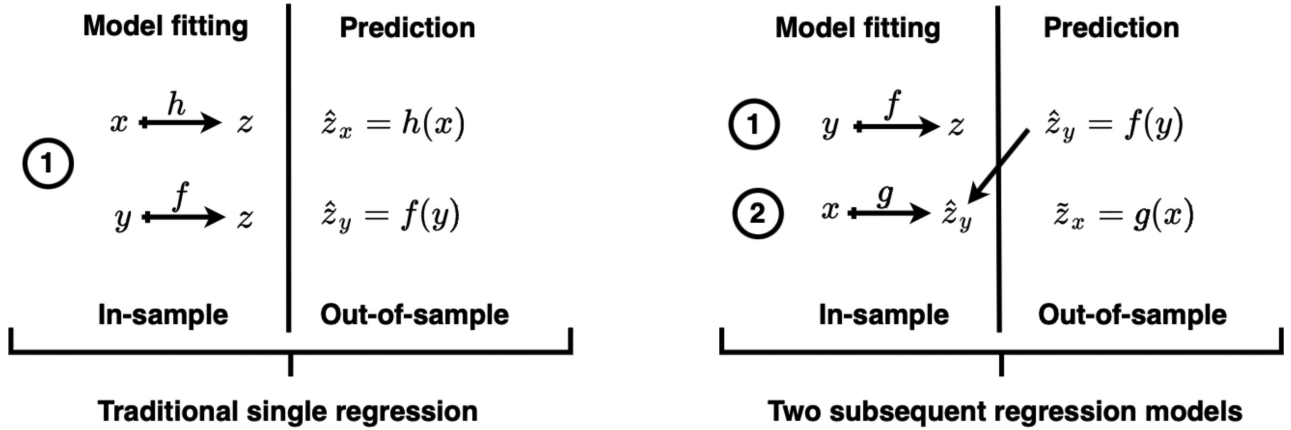 Model fitting Prediction
h
x z ẑ_x = h(x)
1
f
y z ẑ_y = f(y)
In-sample Out-of-sample
Traditional single regression
Model fitting Prediction
f
1 y z ẑ_y = f(y)
g
2 x ẑ_y z̃_x = g(x)
In-sample Out-of-sample
Two subsequent regression models